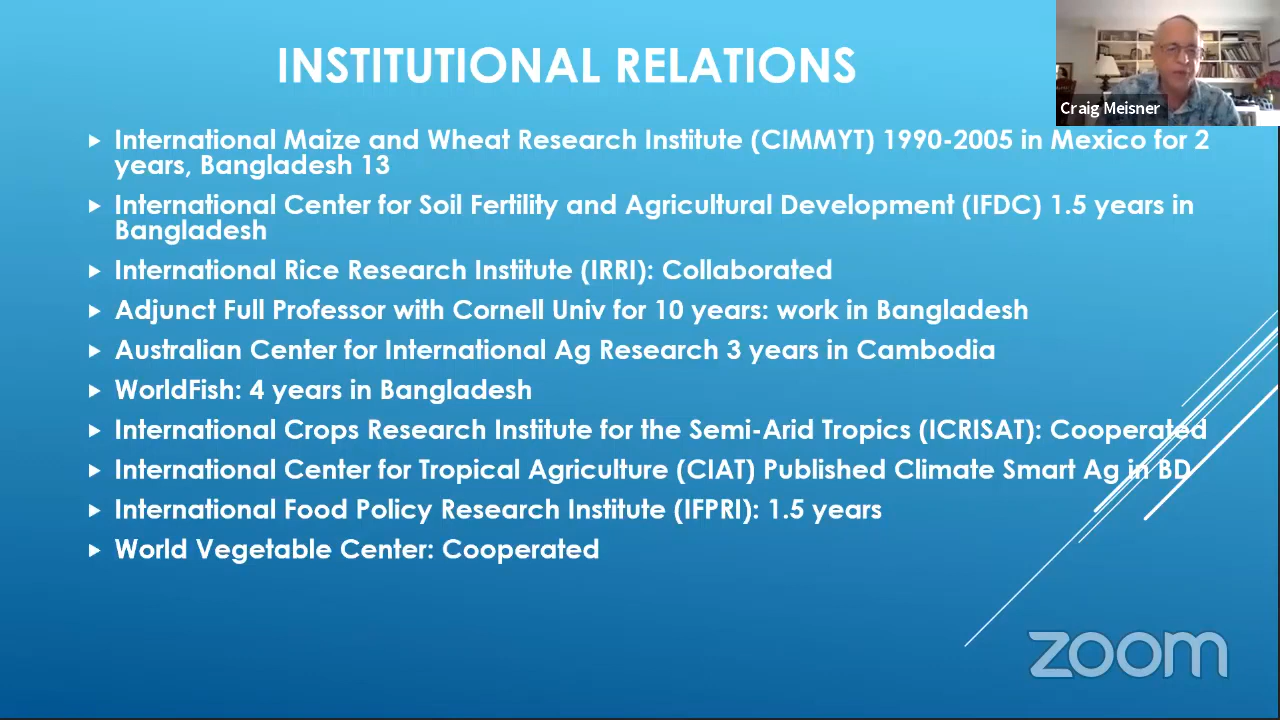 INSTITUTIONAL RELATIONS
Craig Meisner
International Maize and Wheat Research Institute (CIMMYT) 1990-2005 in Mexico for 2
years, Bangladesh 13
International Center for Soil Fertility and Agricultural Development (IFDC) 1.5 years in
Bangladesh
International Rice Research Institute (IRRI): Collaborated
Adjunct Full Professor with Cornell Univ for 10 years: work in Bangladesh
Australian Center for International Ag Research 3 years in Cambodia
WorldFish: 4 years in Bangladesh
International Crops Research Institute for the Semi-Arid Tropics (ICRISAT): Cooperated
International Center for Tropical Agriculture (CIAT) Published Climate Smart Ag in BD
International Food Policy Research Institute (IFPRI): 1.5 years
World Vegetable Center: Cooperated
zoom